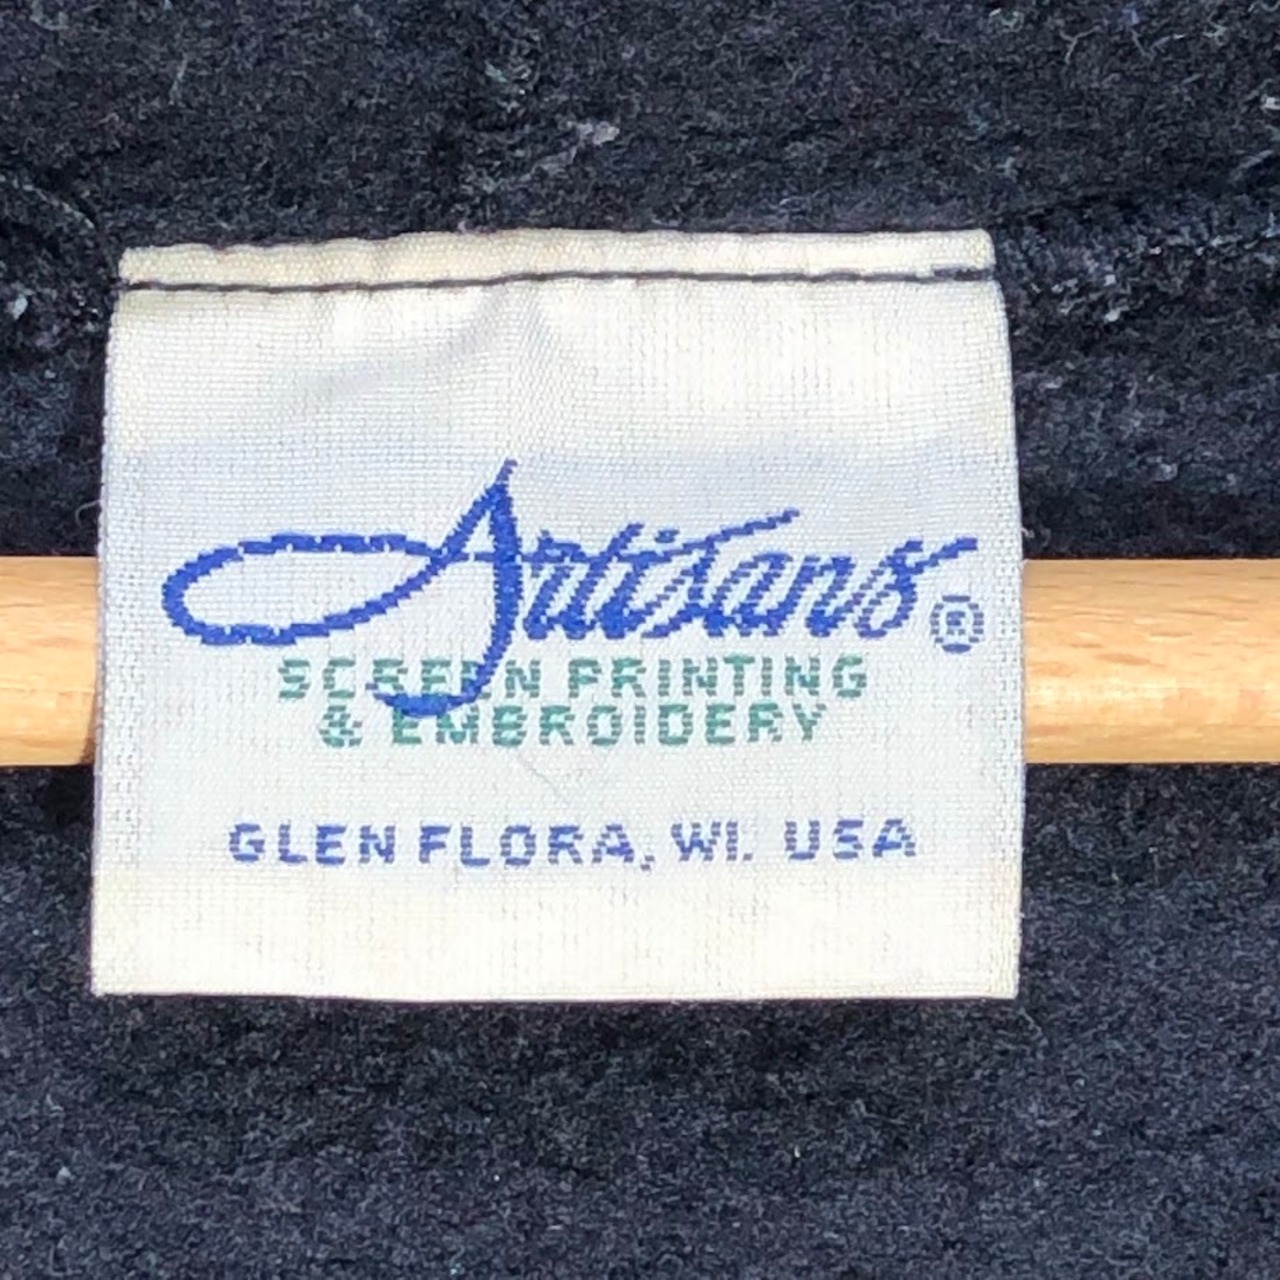 Artisans®
SCREEN PRINTING
& EMBROIDERY
GLEN FLORA, WI. USA